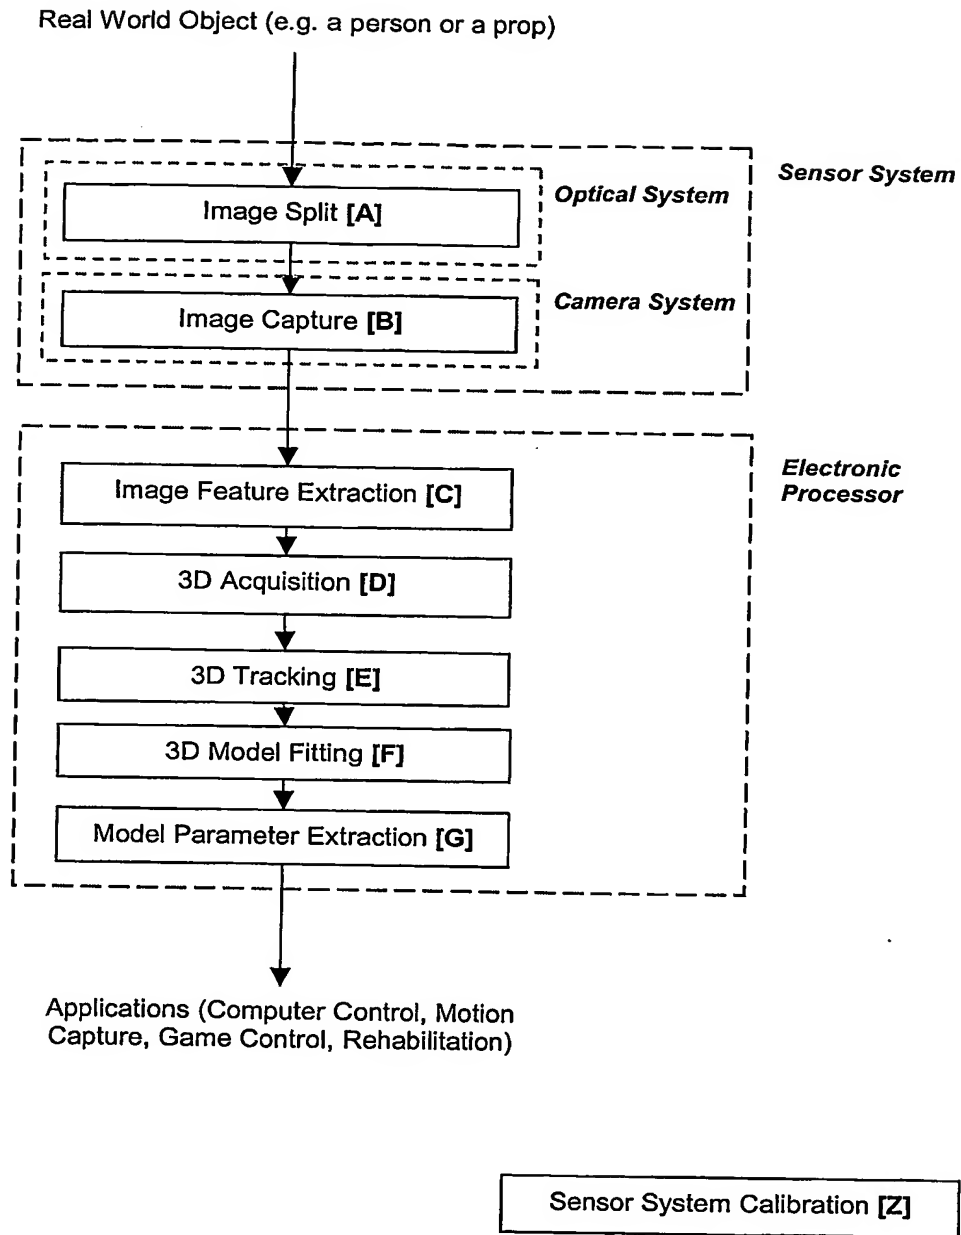 Real World Object (e.g. a person or a prop)
Sensor System
Optical System
Image Split [A]
Camera System
Image Capture [B]
Electronic
Processor
Image Feature Extraction [C]
3D Acquisition [D]
3D Tracking [E]
3D Model Fitting [F]
Model Parameter Extraction [G]
Applications (Computer Control, Motion
Capture, Game Control, Rehabilitation)
Sensor System Calibration [Z]